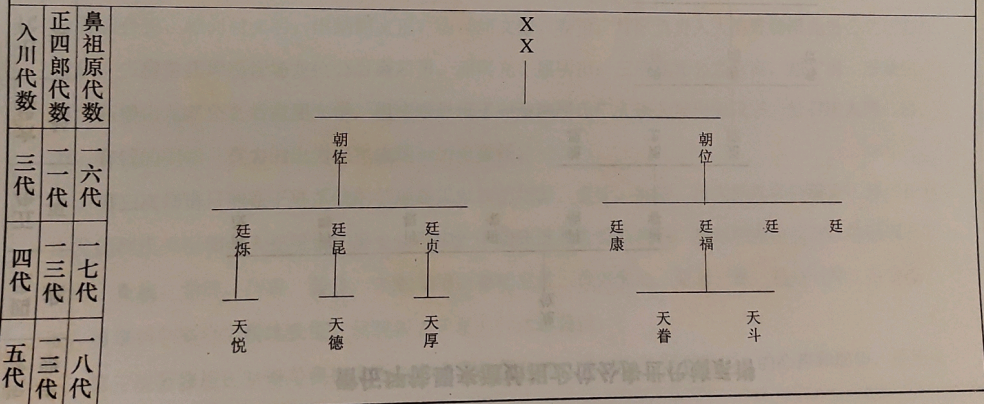 鼻祖原代数
正四郎代数
入川代数
一六代
一一代
三代
一七代
一二代
四代
一八代
一三代
五代
XX
朝佐
朝位
廷烁
廷昆
廷贞
廷康
廷福
廷
廷
天悦
天德
天厚
天眷
天斗